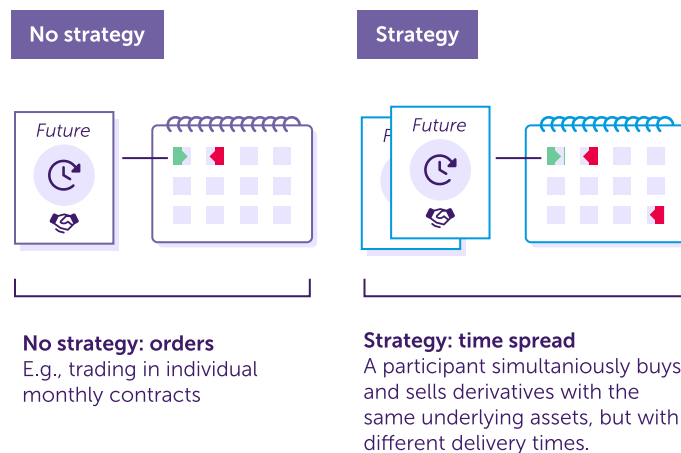 No strategy
Strategy
Future
Future
No strategy: orders
E.g., trading in individual
monthly contracts
Strategy: time spread
A participant simultaniously buys
and sells derivatives with the
same underlying assets, but with
different delivery times.